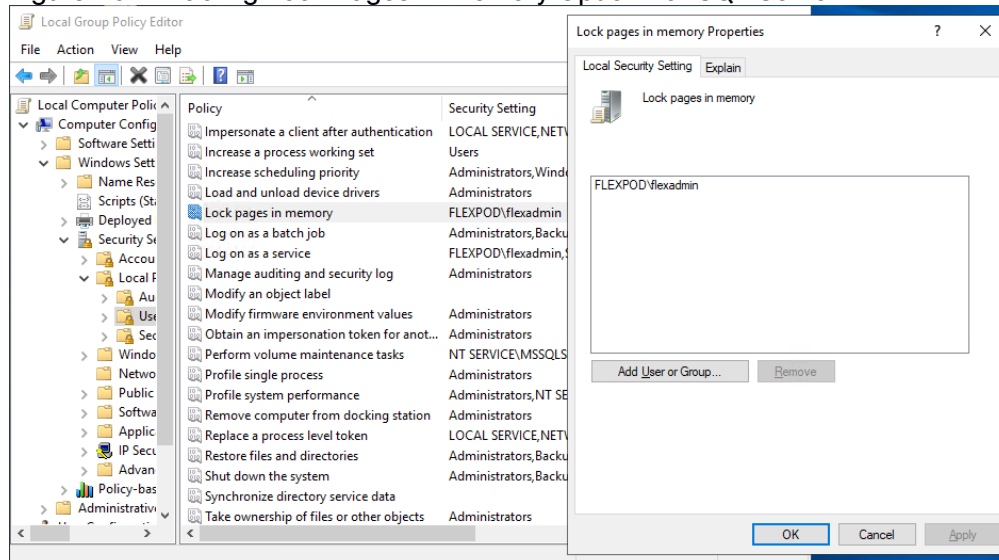 Local Group Policy Editor
File Action View Help
Local Computer Polic
Computer Config
Software Setti
Windows Sett
Name Res
Scripts (Sta
Deployed
Security Se
Accou
Local P
Au
Use
Sec
Windo
Netwo
Public
Softwa
Applic
IP Secu
Advan
Policy-bas
Administrativ
Policy Security Setting
Impersonate a client after authentication LOCAL SERVICE,NETW
Increase a process working set Users
Increase scheduling priority Administrators,Windo
Load and unload device drivers Administrators
Lock pages in memory FLEXPOD\flexadmin
Log on as a batch job Administrators,Backu
Log on as a service FLEXPOD\flexadmin,S
Manage auditing and security log Administrators
Modify an object label
Modify firmware environment values Administrators
Obtain an impersonation token for anot... Administrators
Perform volume maintenance tasks NT SERVICE\MSSQLS
Profile single process Administrators
Profile system performance Administrators,NT SE
Remove computer from docking station Administrators
Replace a process level token LOCAL SERVICE,NETW
Restore files and directories Administrators,Backu
Shut down the system Administrators,Backu
Synchronize directory service data
Take ownership of files or other objects Administrators
Lock pages in memory Properties ? X
Local Security Setting Explain
Lock pages in memory
FLEXPOD\flexadmin
Add User or Group... Remove
OK Cancel Apply